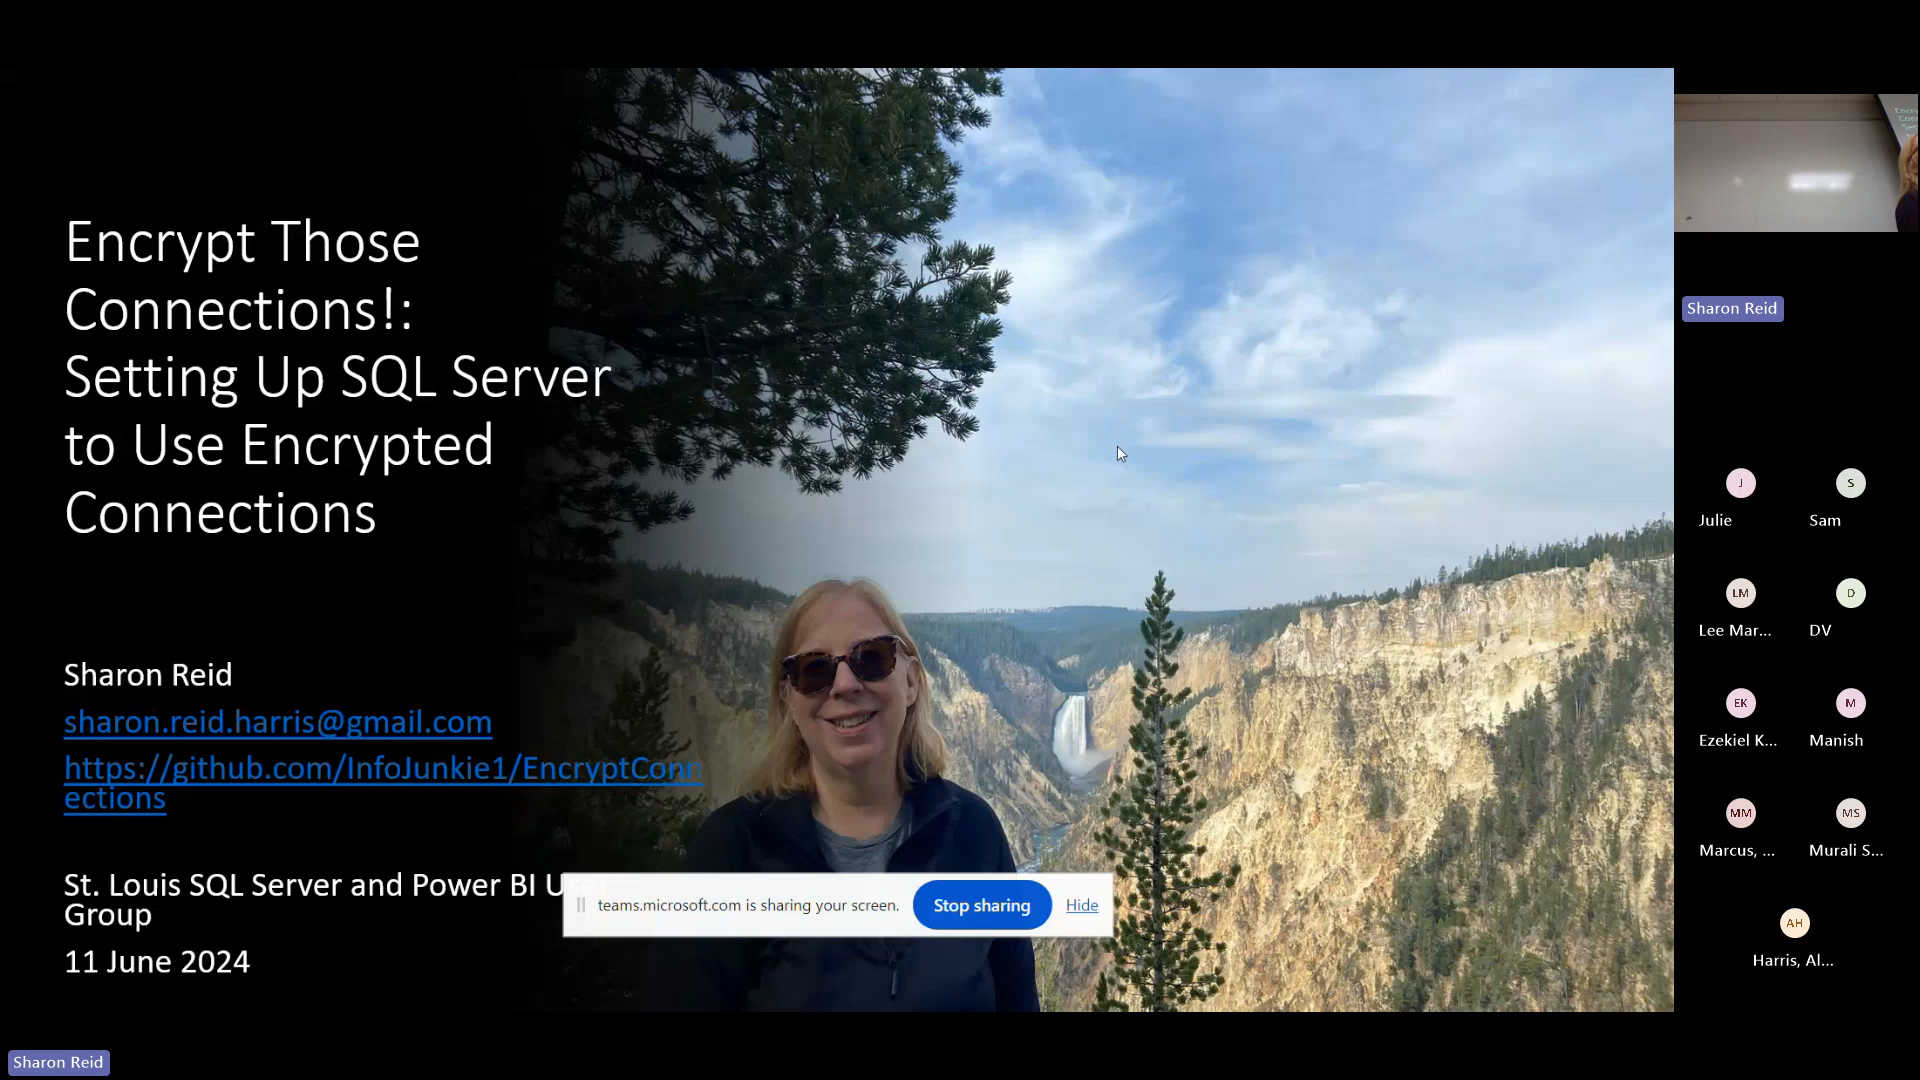 Encrypt Those
Connections!:
Setting Up SQL Server
to Use Encrypted
Connections
Sharon Reid
sharon.reid.harris@gmail.com
https://github.com/InfoJunkie1/EncryptConn
ections
St. Louis SQL Server and Power BI User
Group
11 June 2024
teams.microsoft.com is sharing your screen.
Stop sharing
Hide
Sharon Reid
Sharon Reid
J
S
Julie
Sam
LM
D
Lee Mar...
DV
EK
M
Ezekiel K...
Manish
MM
MS
Marcus, ...
Murali S...
AH
Harris, Al...